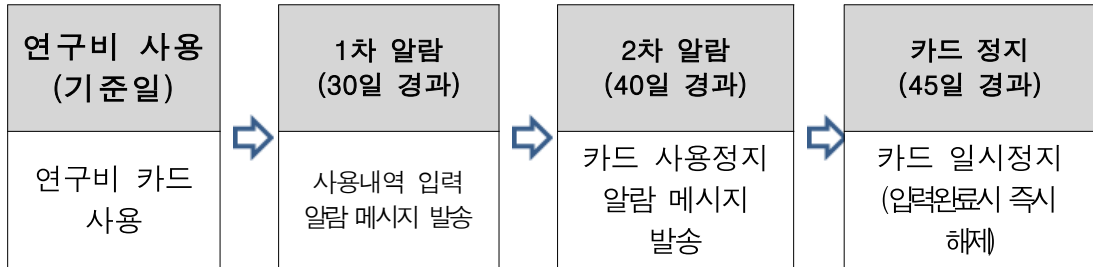 연구비 사용
(기준일)
연구비 카드
사용
1차 알람
(30일 경과)
사용내역 입력
알람 메시지 발송
2차 알람
(40일 경과)
카드 사용정지
알람 메시지
발송
카드 정지
(45일 경과)
카드 일시정지
(입력완료시 즉시
해제)